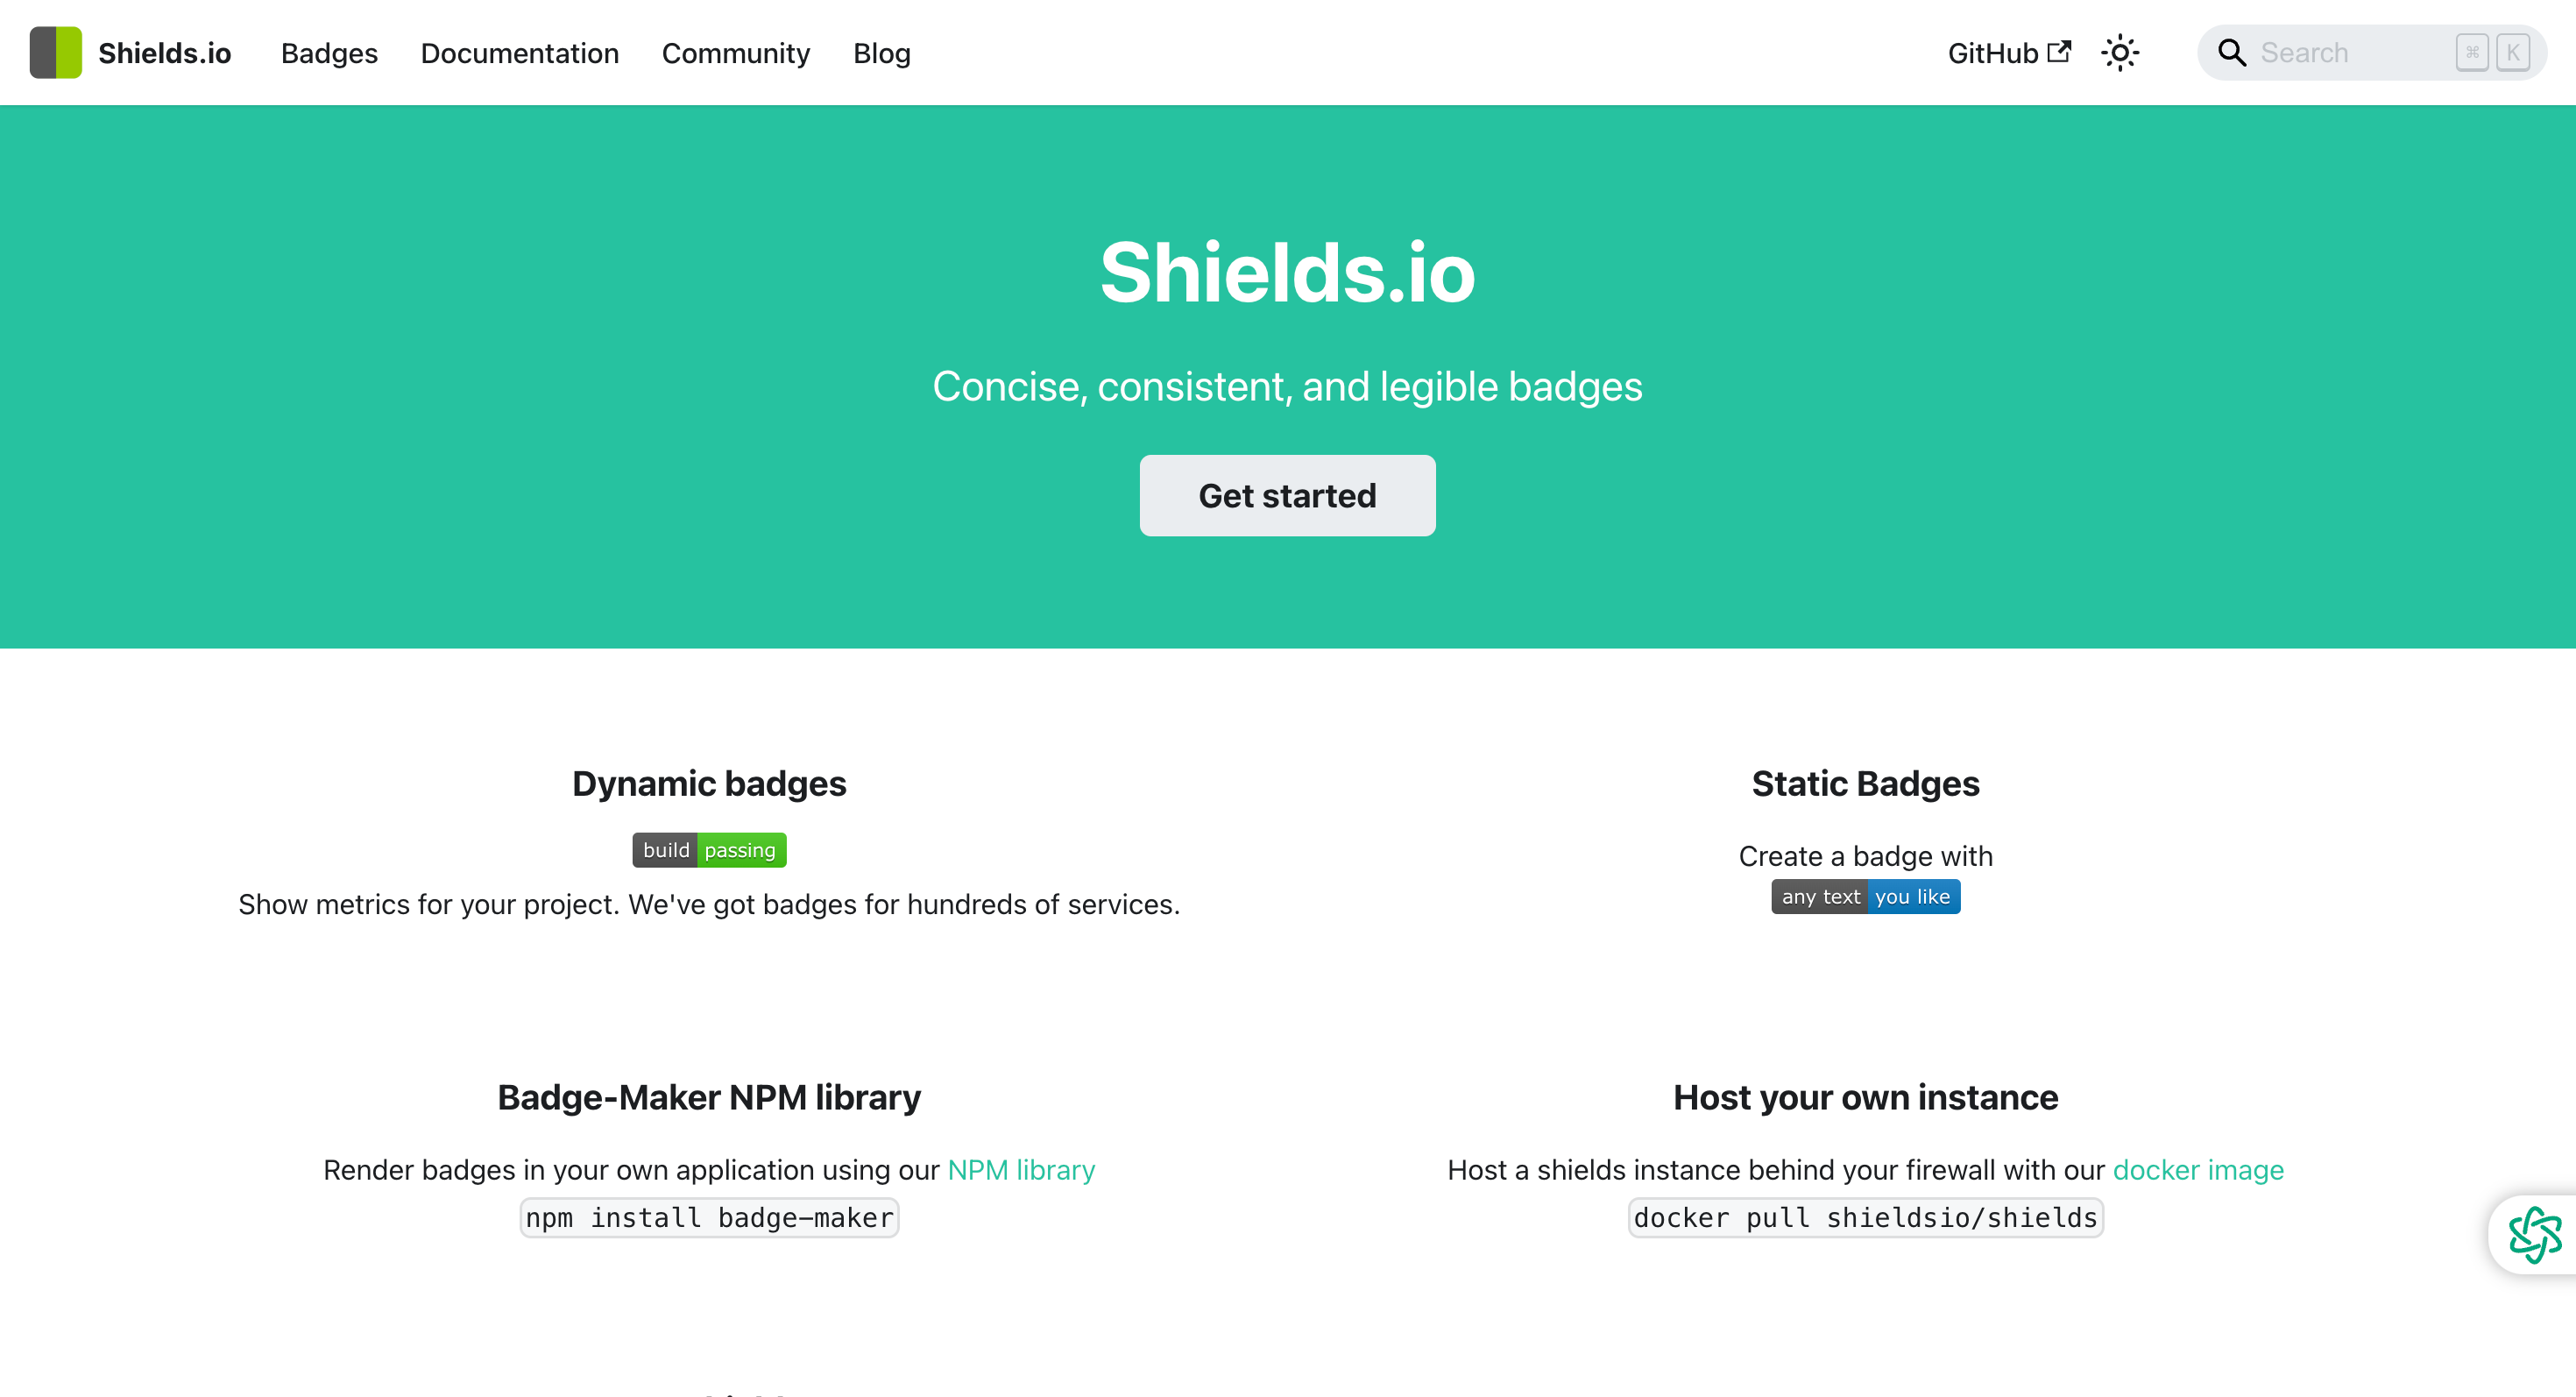 Shields.io Badges Documentation Community Blog GitHub Search ⌘ K
Shields.io
Concise, consistent, and legible badges
Get started
Dynamic badges
build passing
Show metrics for your project. We've got badges for hundreds of services.
Static Badges
Create a badge with
any text you like
Badge-Maker NPM library
Render badges in your own application using our NPM library
npm install badge-maker
Host your own instance
Host a shields instance behind your firewall with our docker image
docker pull shieldsio/shields